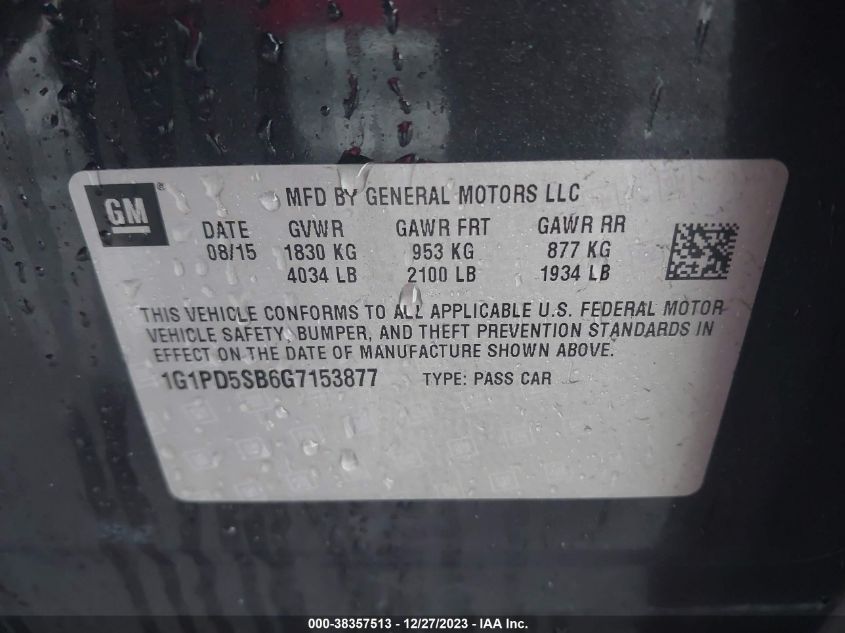 GM ®
MFD BY GENERAL MOTORS LLC
DATE GVWR GAWR FRT GAWR RR
08/15 1830 KG 953 KG 877 KG
4034 LB 2100 LB 1934 LB
THIS VEHICLE CONFORMS TO ALL APPLICABLE U.S. FEDERAL MOTOR
VEHICLE SAFETY, BUMPER, AND THEFT PREVENTION STANDARDS IN
EFFECT ON THE DATE OF MANUFACTURE SHOWN ABOVE.
1G1PD5SB6G7153877 TYPE: PASS CAR
000-38357513 - 12/27/2023 - IAA Inc.